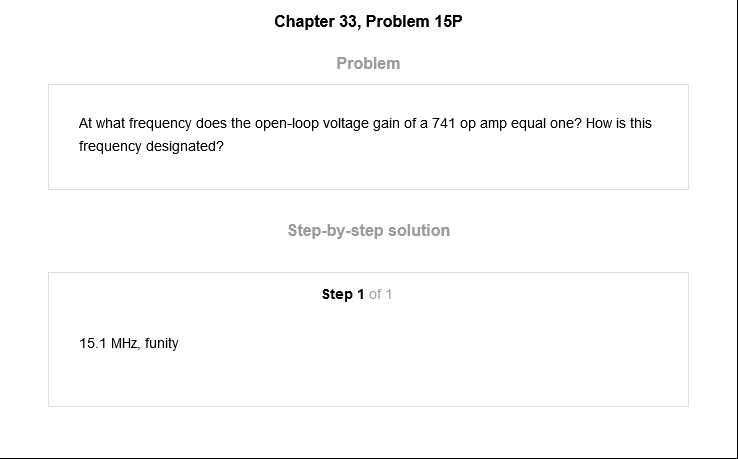 Chapter 33, Problem 15P
Problem
At what frequency does the open-loop voltage gain of a 741 op amp equal one? How is this
frequency designated?
Step-by-step solution
Step 1 of 1
15.1 MHz, funity